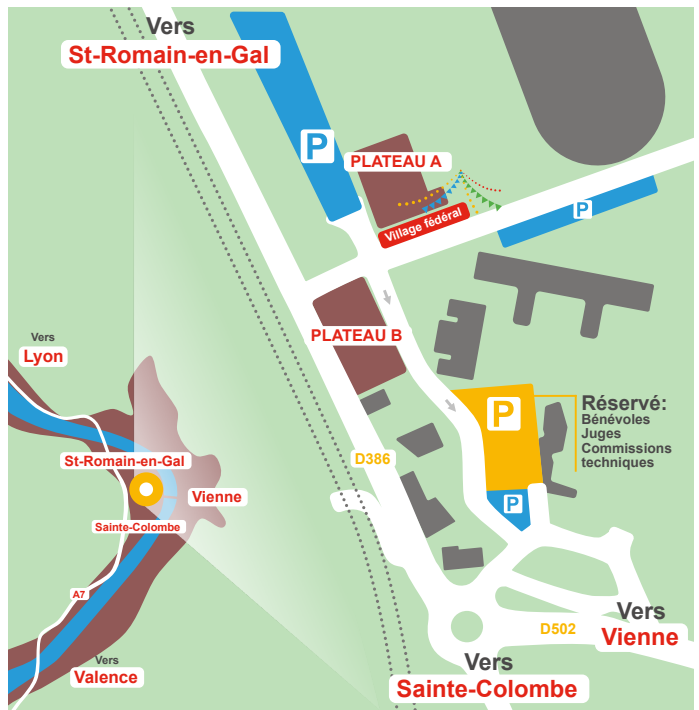 Vers
St-Romain-en-Gal
P
PLATEAU A
Village fédéral
P
PLATEAU B
Vers
Lyon
P
Réservé:
Bénévoles
Juges
Commissions
techniques
D386
St-Romain-en-Gal
Vienne
P
Sainte-Colombe
A7
Vers
Vienne
D502
Vers
Sainte-Colombe
Vers
Valence